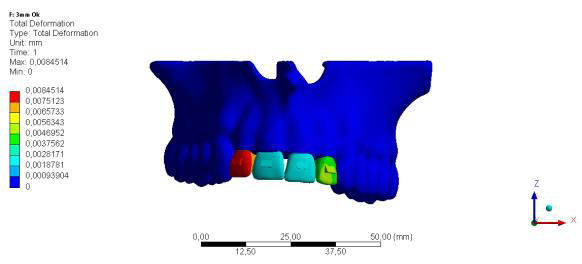 F: 3mm Ok
Total Deformation
Type: Total Deformation
Unit: mm
Time: 1
Max: 0,0084514
Min: 0
0,0084514
0,0075123
0,0065733
0,0056343
0,0046952
0,0037562
0,0028171
0,0018781
0,00093904
0
Z
X
0,00 25,00 50,00 (mm)
12,50 37,50